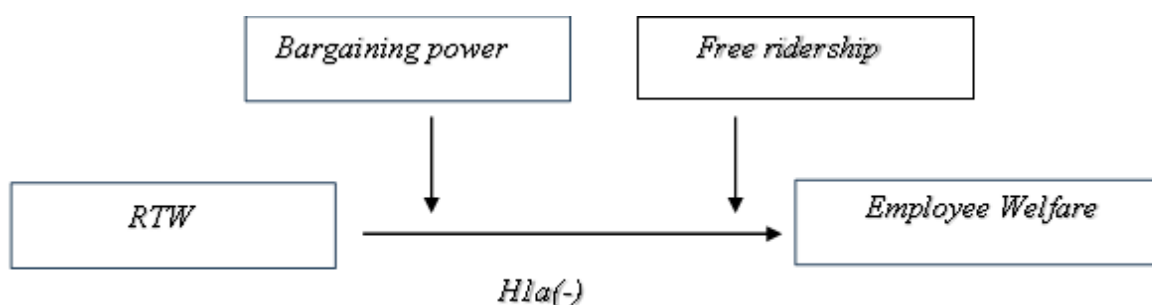 Bargaining power
Free ridership
RTW
Employee Welfare
H1a(-)